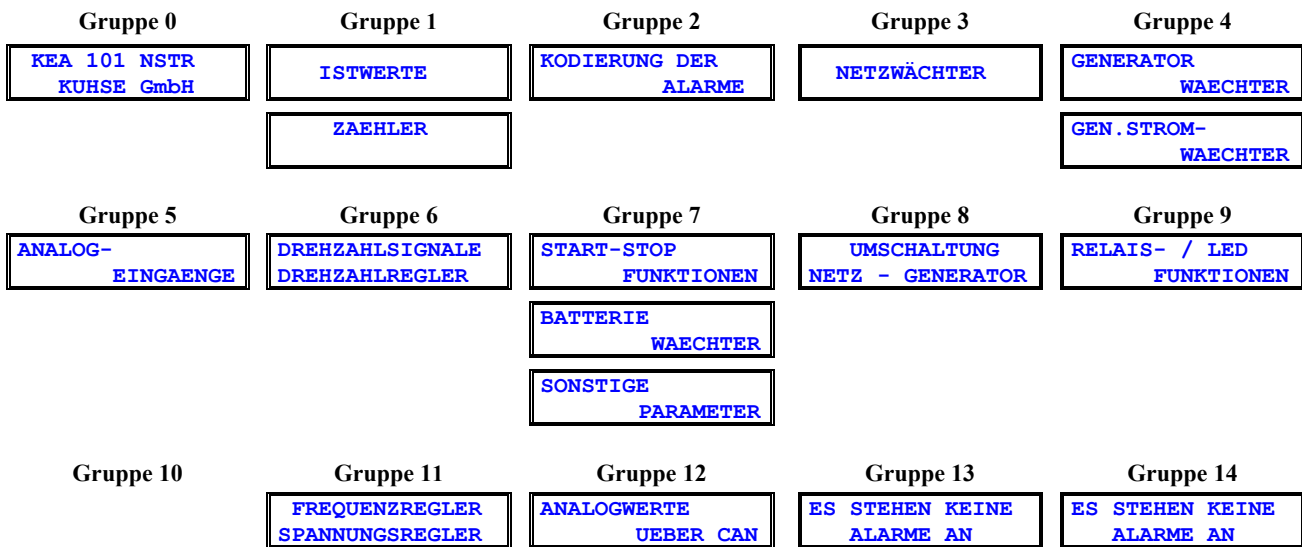 Gruppe 0 Gruppe 1 Gruppe 2 Gruppe 3 Gruppe 4
KEA 101 NSTR
KUHSE GmbH
ISTWERTE
KODIERUNG DER
ALARME
NETZWÄCHTER
GENERATOR
WAECHTER
ZAEHLER
GEN.STROM-
WAECHTER
Gruppe 5 Gruppe 6 Gruppe 7 Gruppe 8 Gruppe 9
ANALOG-
EINGAENGE
DREHZAHLSIGNALE
DREHZAHLREGLER
START-STOP
FUNKTIONEN
UMSCHALTUNG
NETZ - GENERATOR
RELAIS- / LED
FUNKTIONEN
BATTERIE
WAECHTER
SONSTIGE
PARAMETER
Gruppe 10 Gruppe 11 Gruppe 12 Gruppe 13 Gruppe 14
FREQUENZREGLER
SPANNUNGSREGLER
ANALOGWERTE
UEBER CAN
ES STEHEN KEINE
ALARME AN
ES STEHEN KEINE
ALARME AN